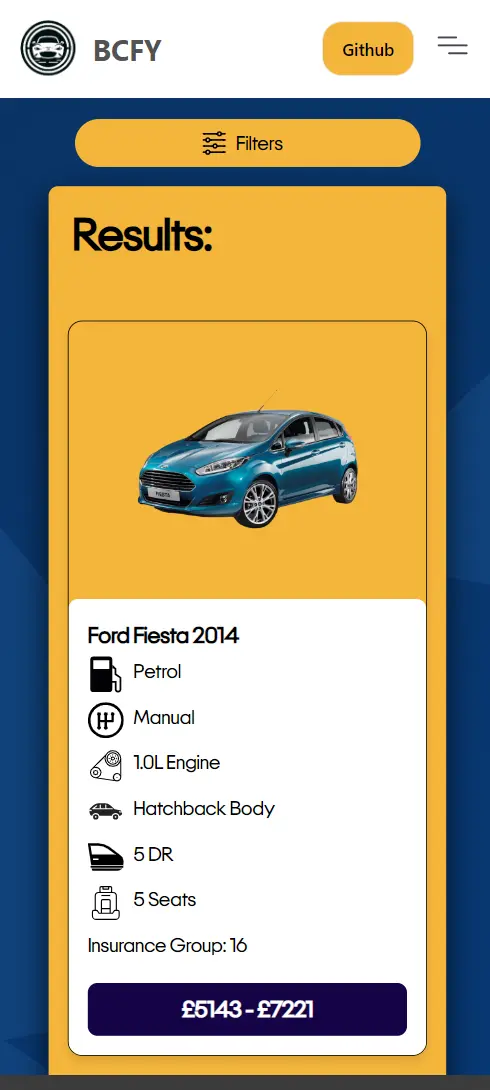 BCFY
Github
Filters
Results:
FIESTA
Ford Fiesta 2014
Petrol
Manual
1.0L Engine
Hatchback Body
5 DR
5 Seats
Insurance Group: 16
£5143 - £7221